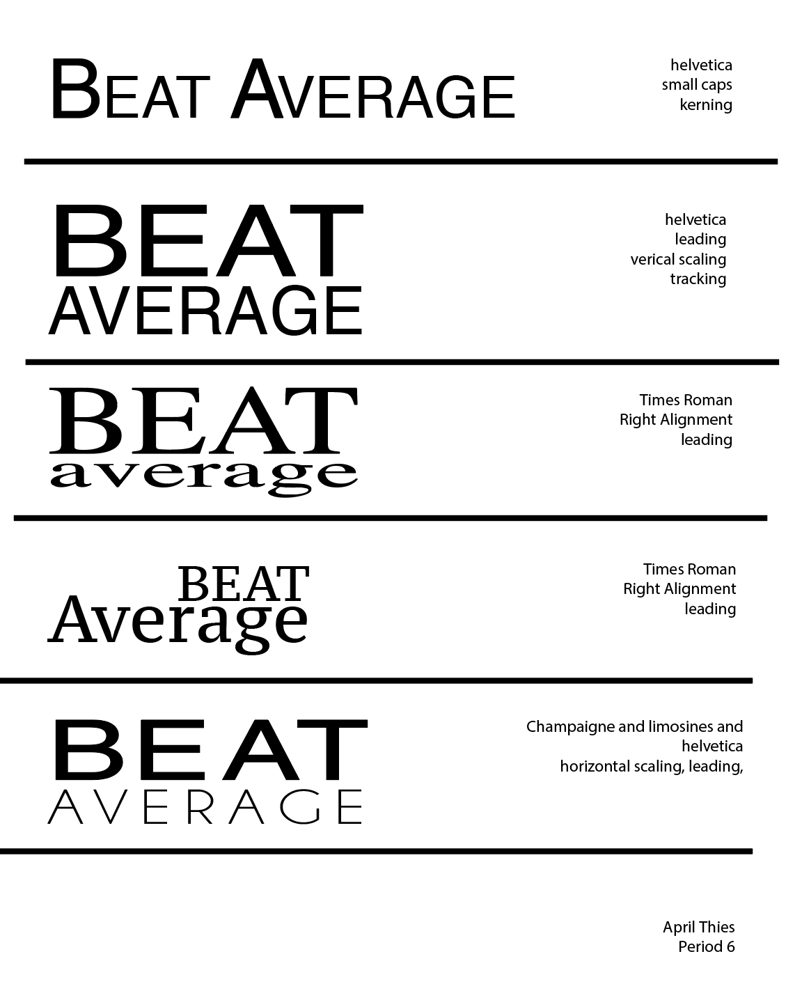 BEAT AVERAGE
helvetica
small caps
kerning
BEAT
AVERAGE
helvetica
leading
verical scaling
tracking
BEAT
average
Times Roman
Right Alignment
leading
BEAT
Average
Times Roman
Right Alignment
leading
BEAT
AVERAGE
Champaigne and limosines and
helvetica
horizontal scaling, leading,
April Thies
Period 6